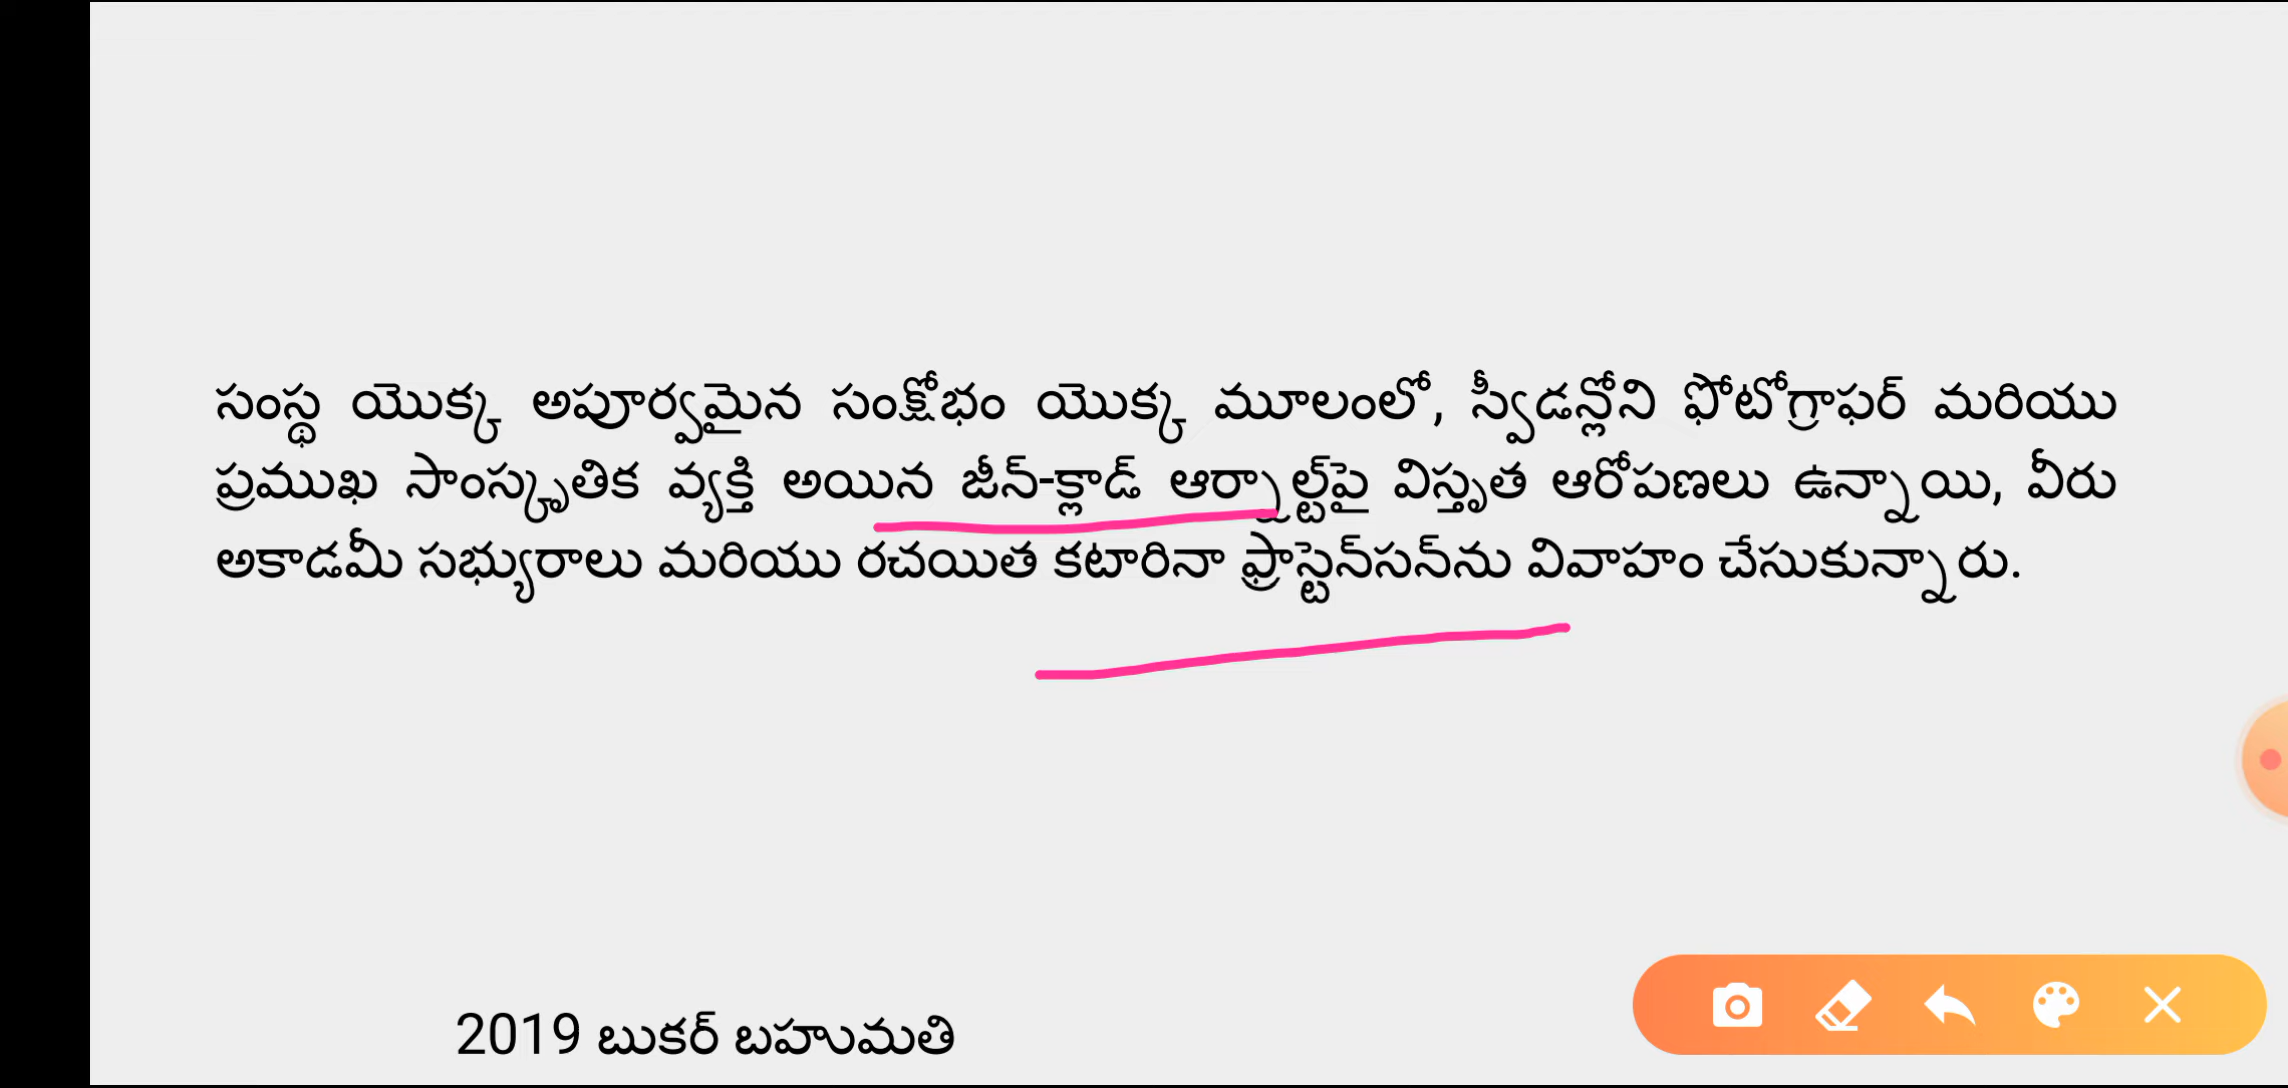 సంస్థ యొక్క అపూర్వమైన సంక్షోభం యొక్క మూలంలో, స్వీడన్లోని ఫోటోగ్రాఫర్ మరియు
ప్రముఖ సాంస్కృతిక వ్యక్తి అయిన జీన్-క్లాడ్ ఆర్నాల్ట్‌పై విస్తృత ఆరోపణలు ఉన్నాయి, వీరు
అకాడమీ సభ్యురాలు మరియు రచయిత కటారినా ఫ్రాస్టెన్‌సన్‌ను వివాహం చేసుకున్నారు.
2019 బుకర్ బహుమతి